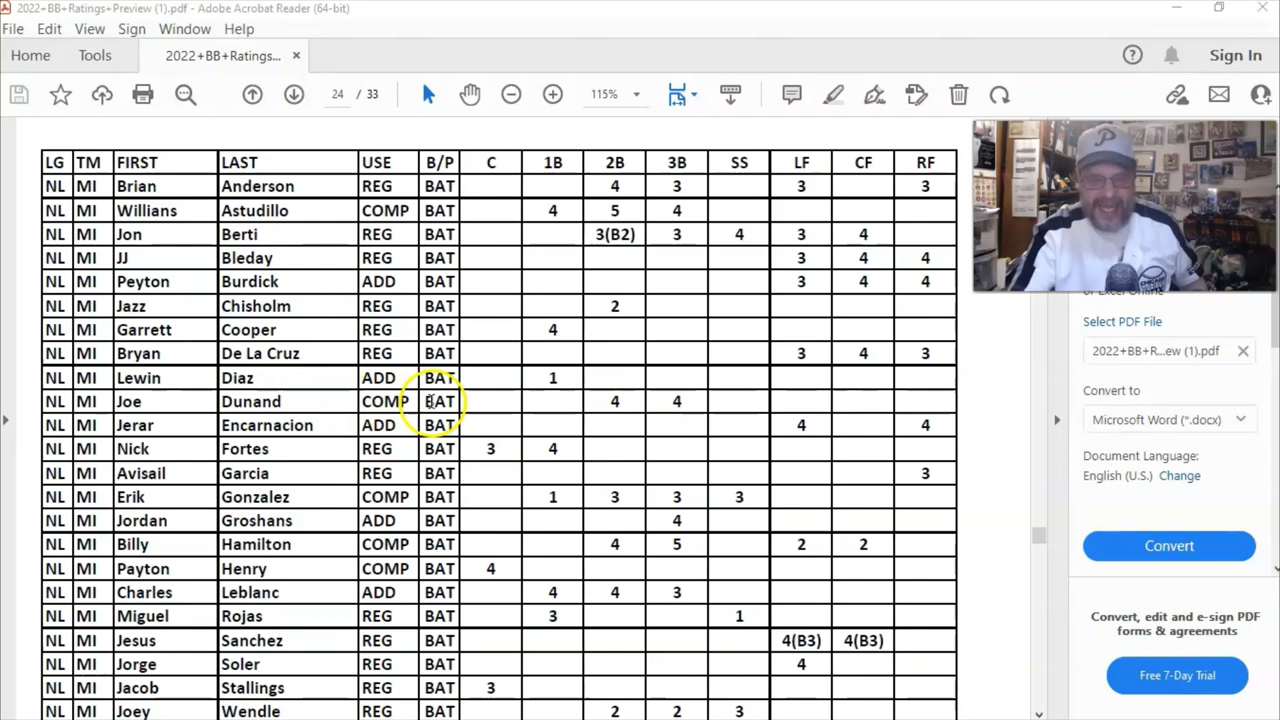 2022+BB+Ratings+Preview (1).pdf - Adobe Acrobat Reader (64-bit)
File Edit View Sign Window Help
Home Tools 2022+BB+Ratings... × Sign In
24 / 33 115%
LG TM FIRST LAST USE B/P C 1B 2B 3B SS LF CF RF
NL MI Brian Anderson REG BAT 4 3 3 3
NL MI Willians Astudillo COMP BAT 4 5 4
NL MI Jon Berti REG BAT 3(B2) 3 4 3 4
NL MI JJ Bleday REG BAT 3 4 4
NL MI Peyton Burdick ADD BAT 3 4 4
NL MI Jazz Chisholm REG BAT 2
NL MI Garrett Cooper REG BAT 4
NL MI Bryan De La Cruz REG BAT 3 4 3
NL MI Lewin Diaz ADD BAT 1
NL MI Joe Dunand COMP BAT 4 4
NL MI Jerar Encarnacion ADD BAT 4 4
NL MI Nick Fortes REG BAT 3 4
NL MI Avisail Garcia REG BAT 3
NL MI Erik Gonzalez COMP BAT 1 3 3 3
NL MI Jordan Groshans ADD BAT 4
NL MI Billy Hamilton COMP BAT 4 5 2 2
NL MI Payton Henry COMP BAT 4
NL MI Charles Leblanc ADD BAT 4 4 3
NL MI Miguel Rojas REG BAT 3 1
NL MI Jesus Sanchez REG BAT 4(B3) 4(B3)
NL MI Jorge Soler REG BAT 4
NL MI Jacob Stallings REG BAT 3
NL MI Joey Wendle REG BAT 2 2 3
or Excel Online
Select PDF File
2022+BB+R...ew (1).pdf
Convert to
Microsoft Word (*.docx)
Document Language:
English (U.S.) Change
Convert
Convert, edit and e-sign PDF
forms & agreements
Free 7-Day Trial